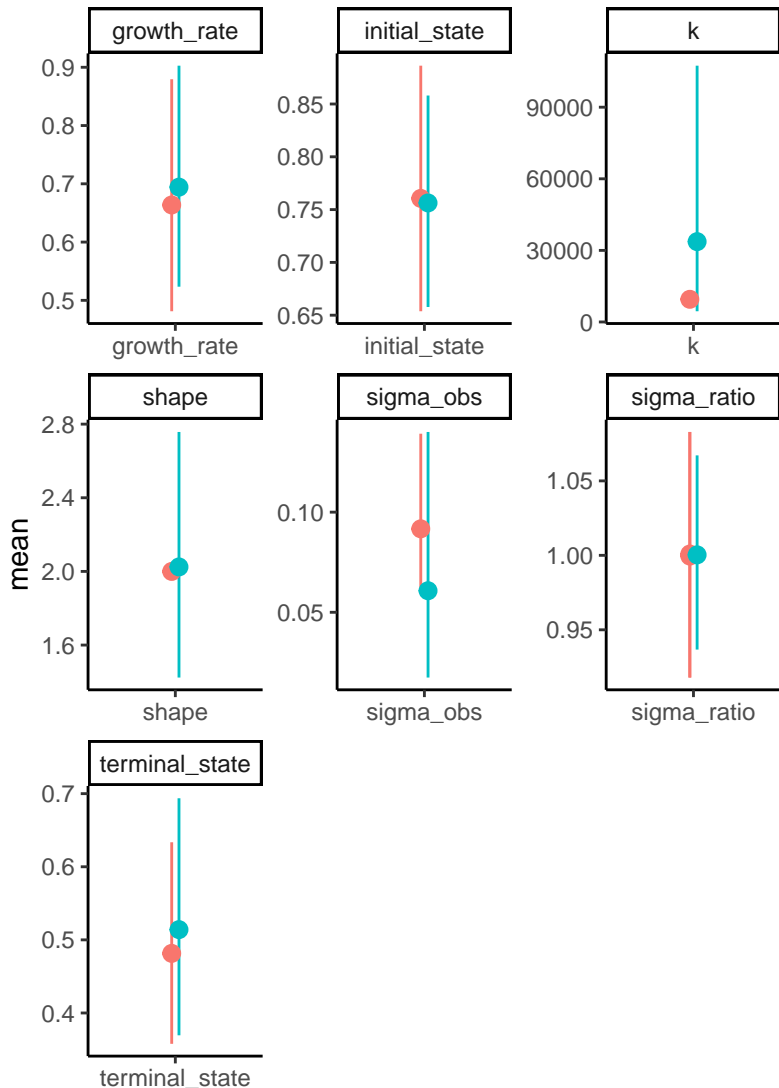 growth_rate
initial_state
k
0.9
0.8
0.7
0.6
0.5
0.85
0.80
0.75
0.70
0.65
90000
60000
30000
0
growth_rate
initial_state
k
shape
sigma_obs
sigma_ratio
mean
2.8
2.4
2.0
1.6
0.10
0.05
1.05
1.00
0.95
shape
sigma_obs
sigma_ratio
terminal_state
0.7
0.6
0.5
0.4
terminal_state